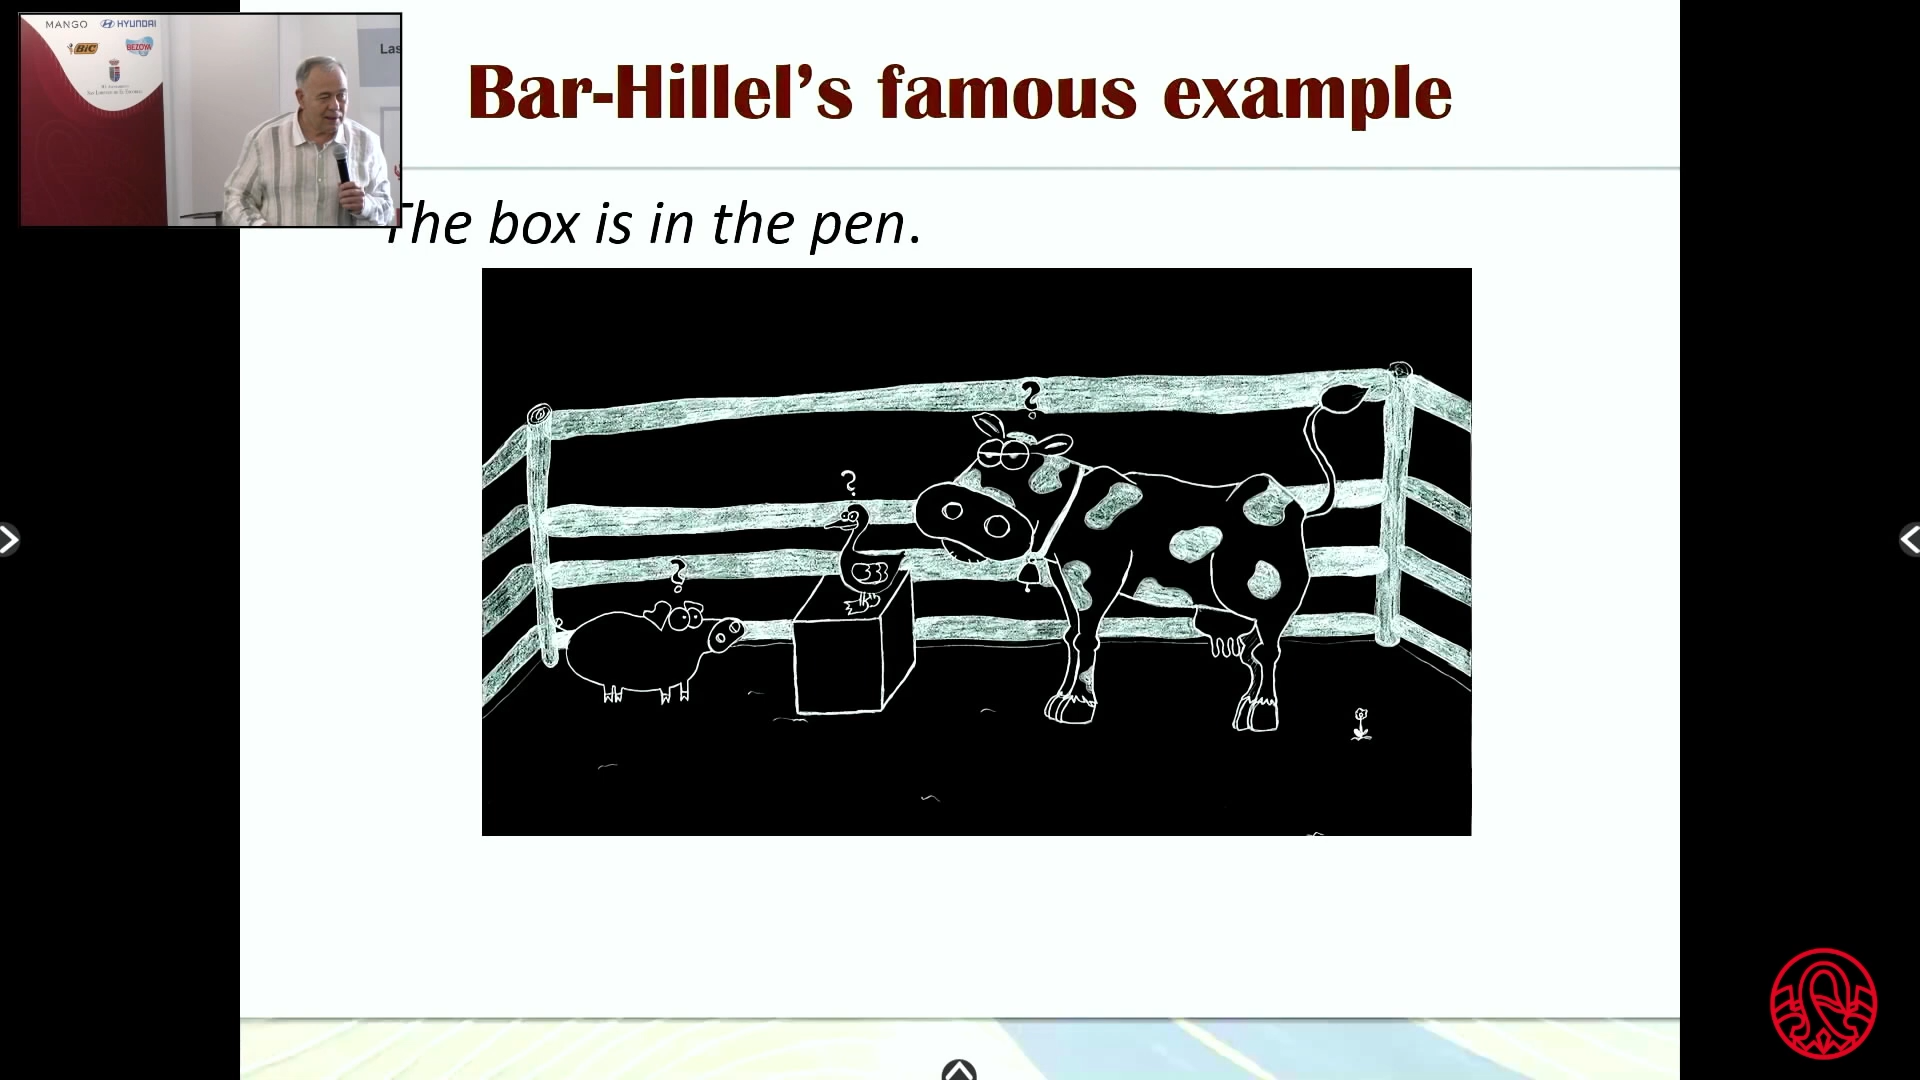 MANGO HYUNDAI
BIC BEZOYA
Las
Bar-Hillel's famous example
The box is in the pen.
?
?
?